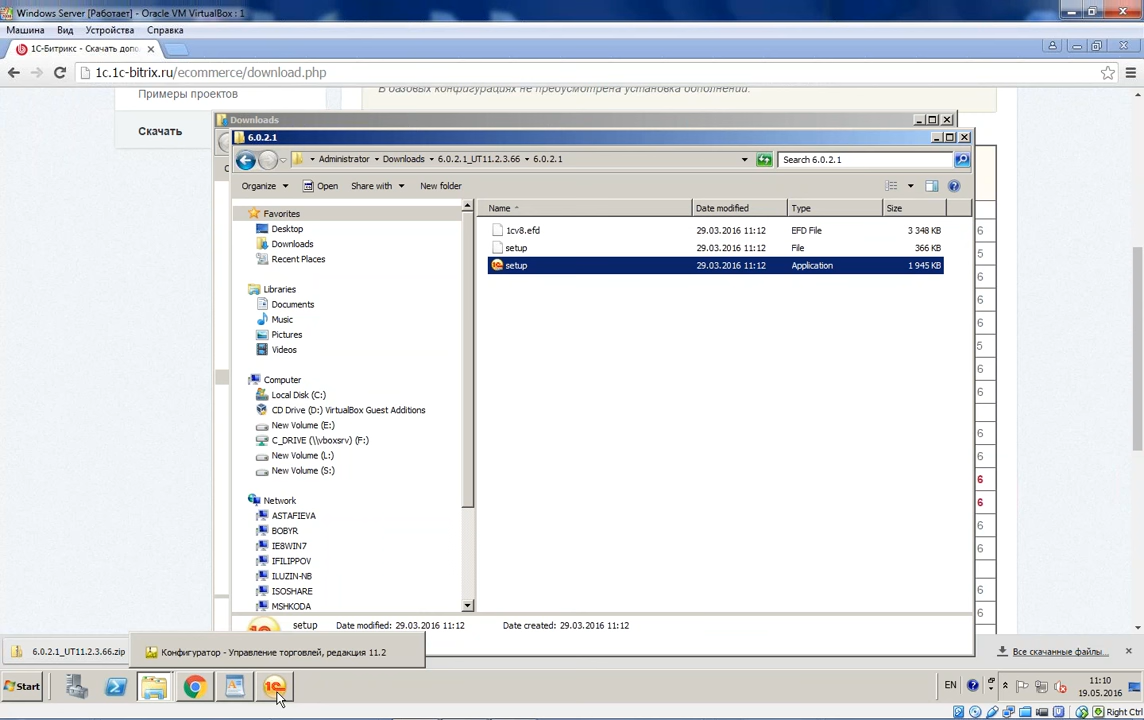 Windows Server [Работает] - Oracle VM VirtualBox : 1
Машина Вид Устройства Справка
1С-Битрикс - Скачать допо
1c.1c-bitrix.ru/ecommerce/download.php
Примеры проектов
В базовых конфигурациях не предусмотрена установка дополнений.
Скачать
Downloads
6.0.2.1
Administrator Downloads 6.0.2.1_UT11.2.3.66 6.0.2.1
Search 6.0.2.1
Organize Open Share with New folder
Favorites
Desktop
Downloads
Recent Places
Libraries
Documents
Music
Pictures
Videos
Computer
Local Disk (C:)
CD Drive (D:) VirtualBox Guest Additions
New Volume (E:)
C_DRIVE (\\vboxsrv) (F:)
New Volume (L:)
New Volume (S:)
Network
ASTAFIEVA
BOBYR
IE8WIN7
IFILIPPOV
ILUZIN-NB
ISOSHARE
MSHKODA
Name Date modified Type Size
1cv8.efd 29.03.2016 11:12 EFD File 3 348 KB
setup 29.03.2016 11:12 File 366 KB
setup 29.03.2016 11:12 Application 1 945 KB
setup Date modified: 29.03.2016 11:12 Date created: 29.03.2016 11:12
6.0.2.1_UT11.2.3.66.zip
Конфигуратор - Управление торговлей, редакция 11.2
Все скачанные файлы...
Start
EN
11:10
19.05.2016
Right Ctrl